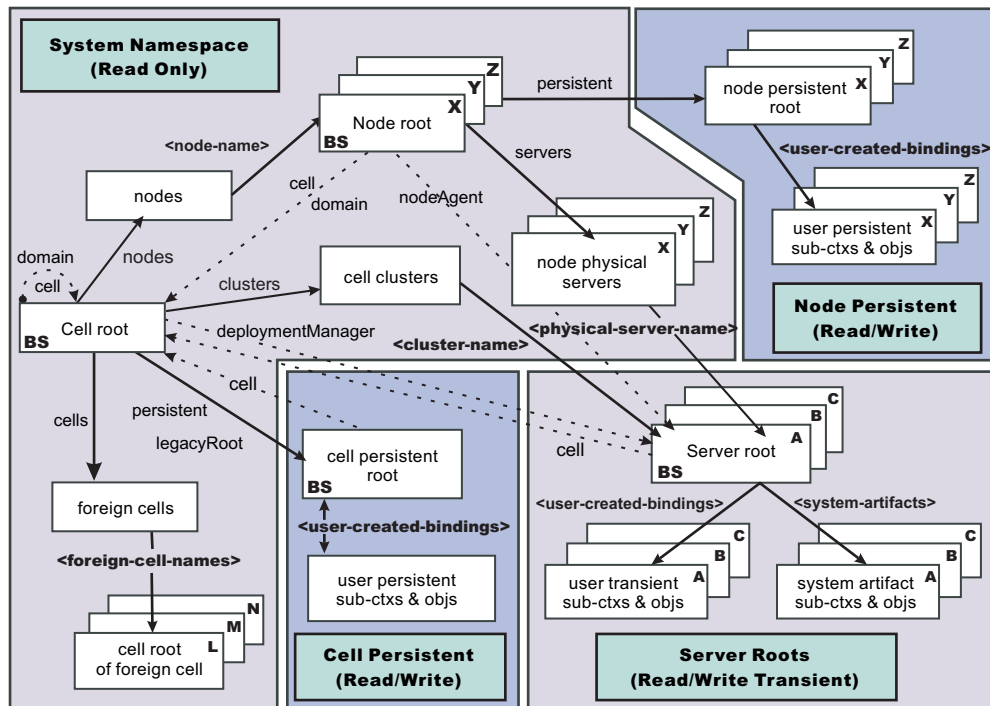 System Namespace
(Read Only)
Z
Y
X
Node root
BS
persistent
Z
Y
X
node persistent
root
<node-name>
servers
<user-created-bindings>
cell
domain
nodeAgent
nodes
Z
Y
X
user persistent
sub-ctxs & objs
Z
Y
X
node physical
servers
domain
cell
nodes
clusters
cell clusters
Cell root
BS
deploymentManager
<cluster-name>
<physical-server-name>
Node Persistent
(Read/Write)
cells
persistent
legacyRoot
cell
cell
C
B
A
Server root
BS
cell persistent
root
BS
foreign cells
<user-created-bindings>
<user-created-bindings>
<system-artifacts>
<foreign-cell-names>
user persistent
sub-ctxs & objs
C
B
A
user transient
sub-ctxs & objs
C
B
A
system artifact
sub-ctxs & objs
N
M
L
cell root
of foreign cell
Cell Persistent
(Read/Write)
Server Roots
(Read/Write Transient)